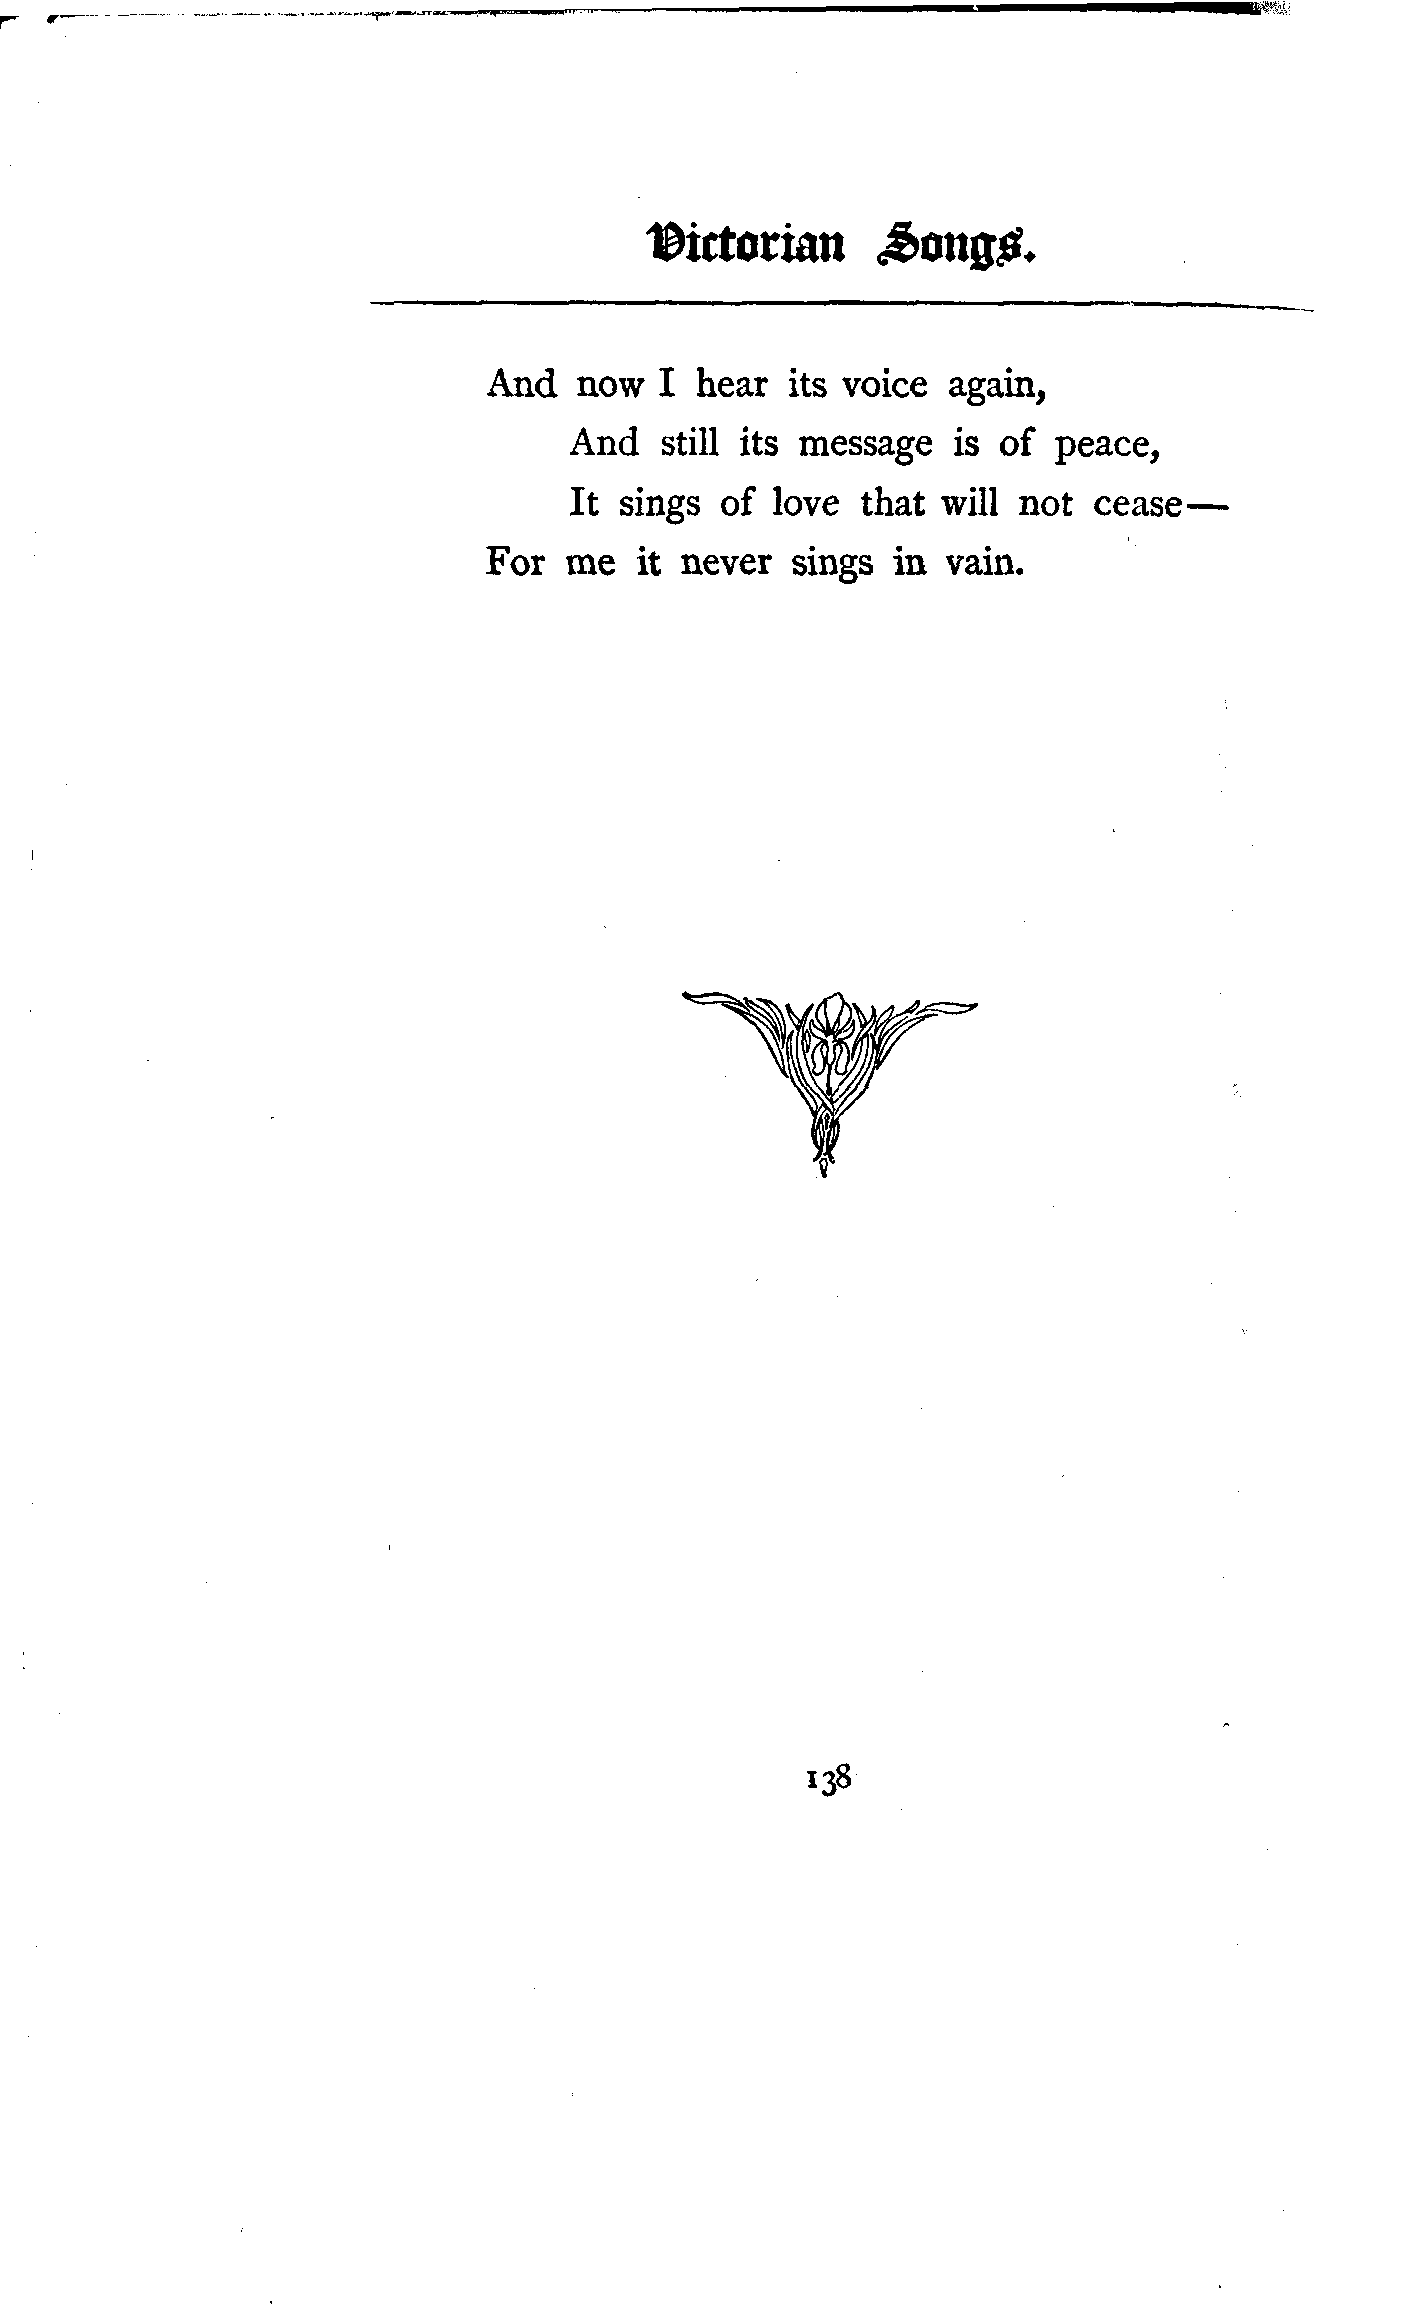 Victorian Songs.
And now I hear its voice again,
And still its message is of peace,
It sings of love that will not cease—
For me it never sings in vain.
138